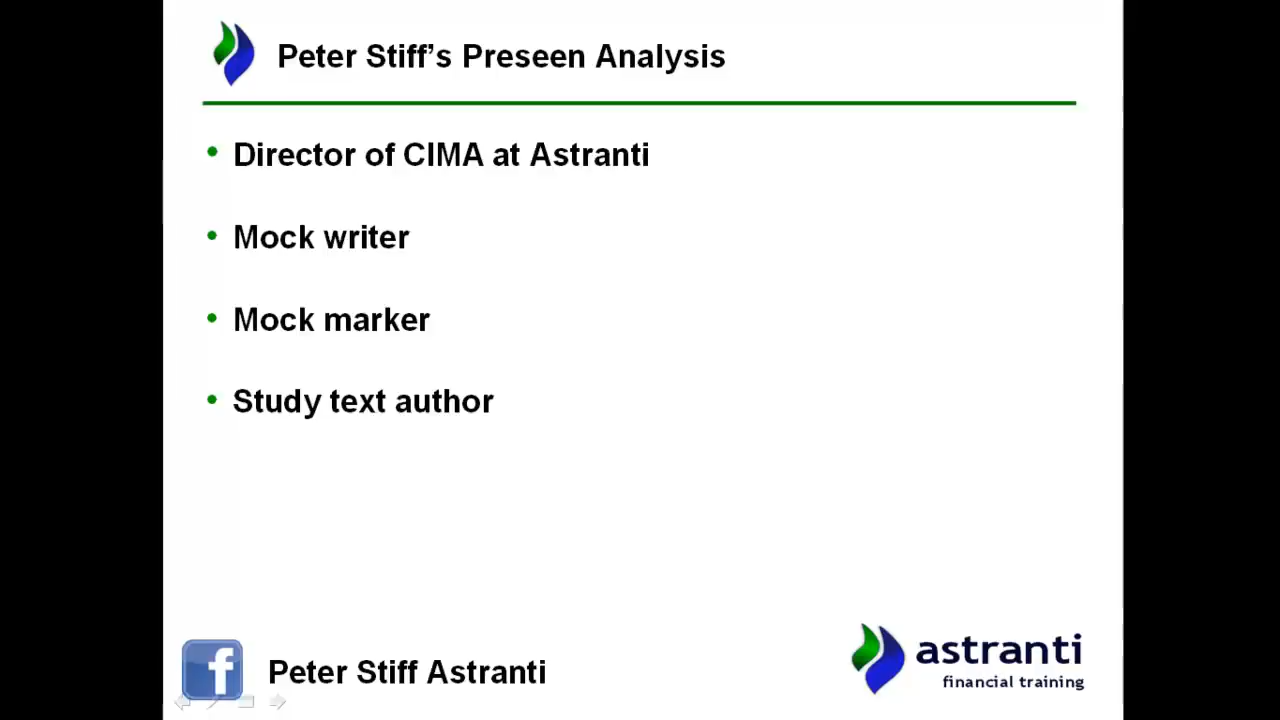 Peter Stiff's Preseen Analysis
• Director of CIMA at Astranti
• Mock writer
• Mock marker
• Study text author
f Peter Stiff Astranti
astranti
financial training